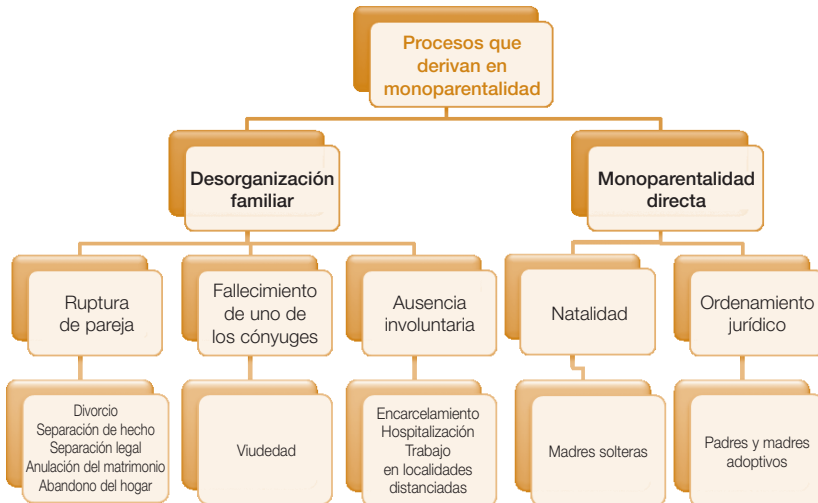 Procesos que
derivan en
monoparentalidad
Desorganización
familiar
Monoparentalidad
directa
Ruptura
de pareja
Fallecimiento
de uno de
los cónyuges
Ausencia
involuntaria
Natalidad
Ordenamiento
jurídico
Divorcio
Separación de hecho
Separación legal
Anulación del matrimonio
Abandono del hogar
Viudedad
Encarcelamiento
Hospitalización
Trabajo
en localidades
distanciadas
Madres solteras
Padres y madres
adoptivos